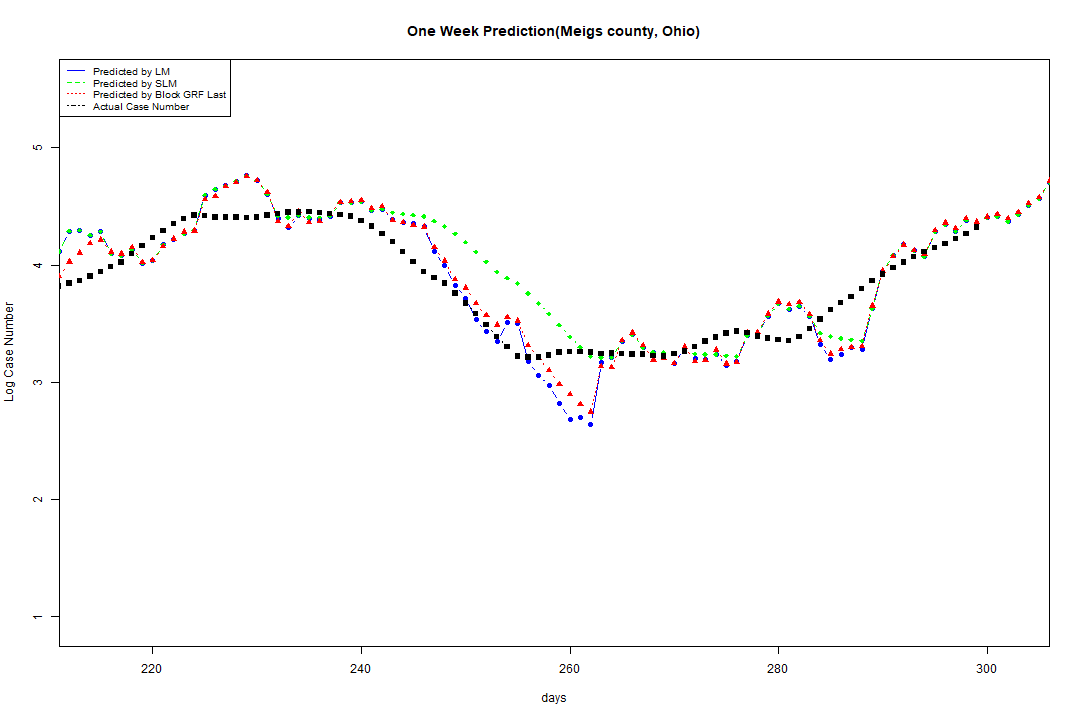 One Week Prediction(Meigs county, Ohio)
Predicted by LM
Predicted by SLM
Predicted by Block GRF Last
Actual Case Number
5
4
3
2
1
Log Case Number
220
240
260
280
300
days